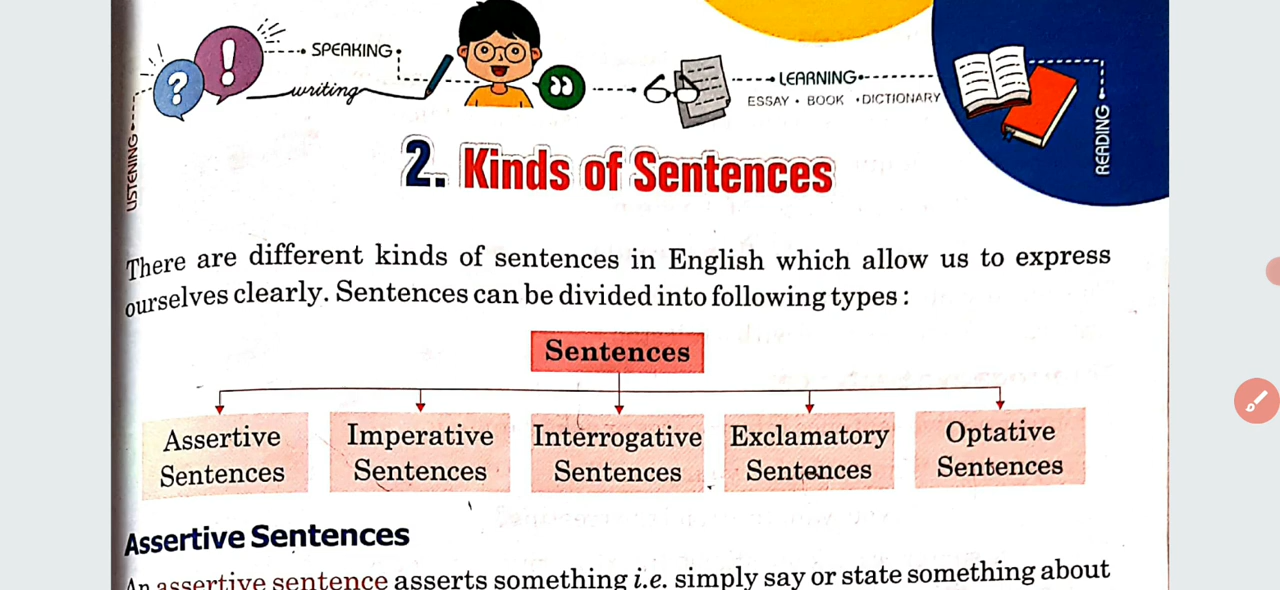 SPEAKING
writing
LISTENING
?
!
LEARNING
ESSAY • BOOK • DICTIONARY
READING
2. Kinds of Sentences
There are different kinds of sentences in English which allow us to express
ourselves clearly. Sentences can be divided into following types :
Sentences
Assertive Sentences
Imperative Sentences
Interrogative Sentences
Exclamatory Sentences
Optative Sentences
Assertive Sentences
An assertive sentence asserts something i.e. simply say or state something about